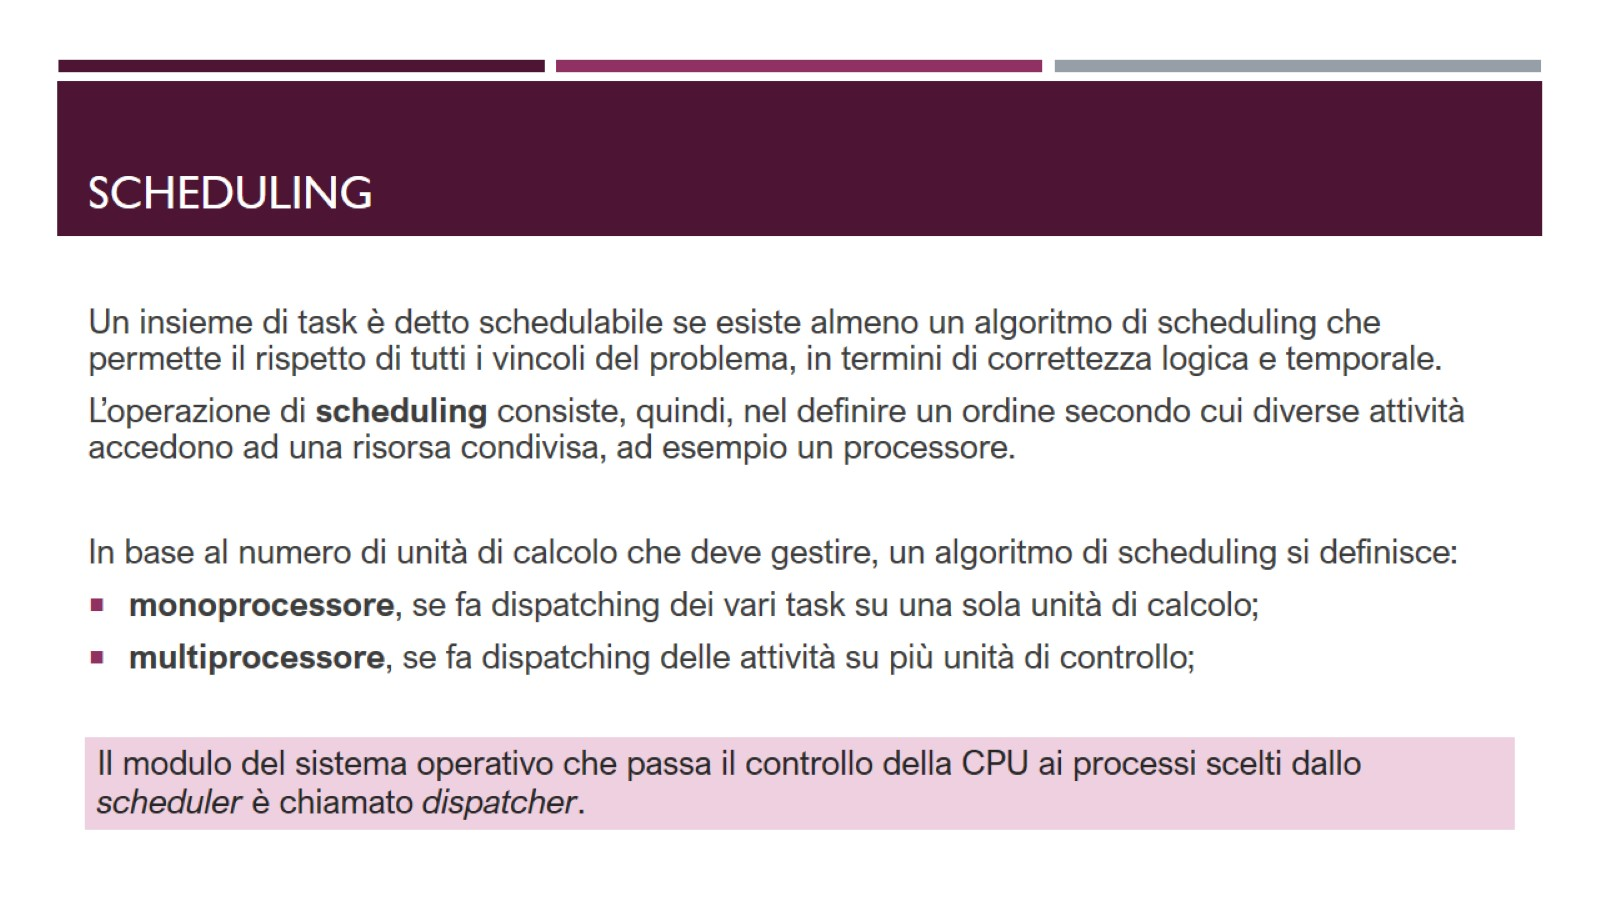 SCHEDULING
Un insieme di task è detto schedulabile se esiste almeno un algoritmo di scheduling che
permette il rispetto di tutti i vincoli del problema, in termini di correttezza logica e temporale.
L’operazione di scheduling consiste, quindi, nel definire un ordine secondo cui diverse attività
accedono ad una risorsa condivisa, ad esempio un processore.
In base al numero di unità di calcolo che deve gestire, un algoritmo di scheduling si definisce:
▪ monoprocessore, se fa dispatching dei vari task su una sola unità di calcolo;
▪ multiprocessore, se fa dispatching delle attività su più unità di controllo;
Il modulo del sistema operativo che passa il controllo della CPU ai processi scelti dallo
scheduler è chiamato dispatcher.